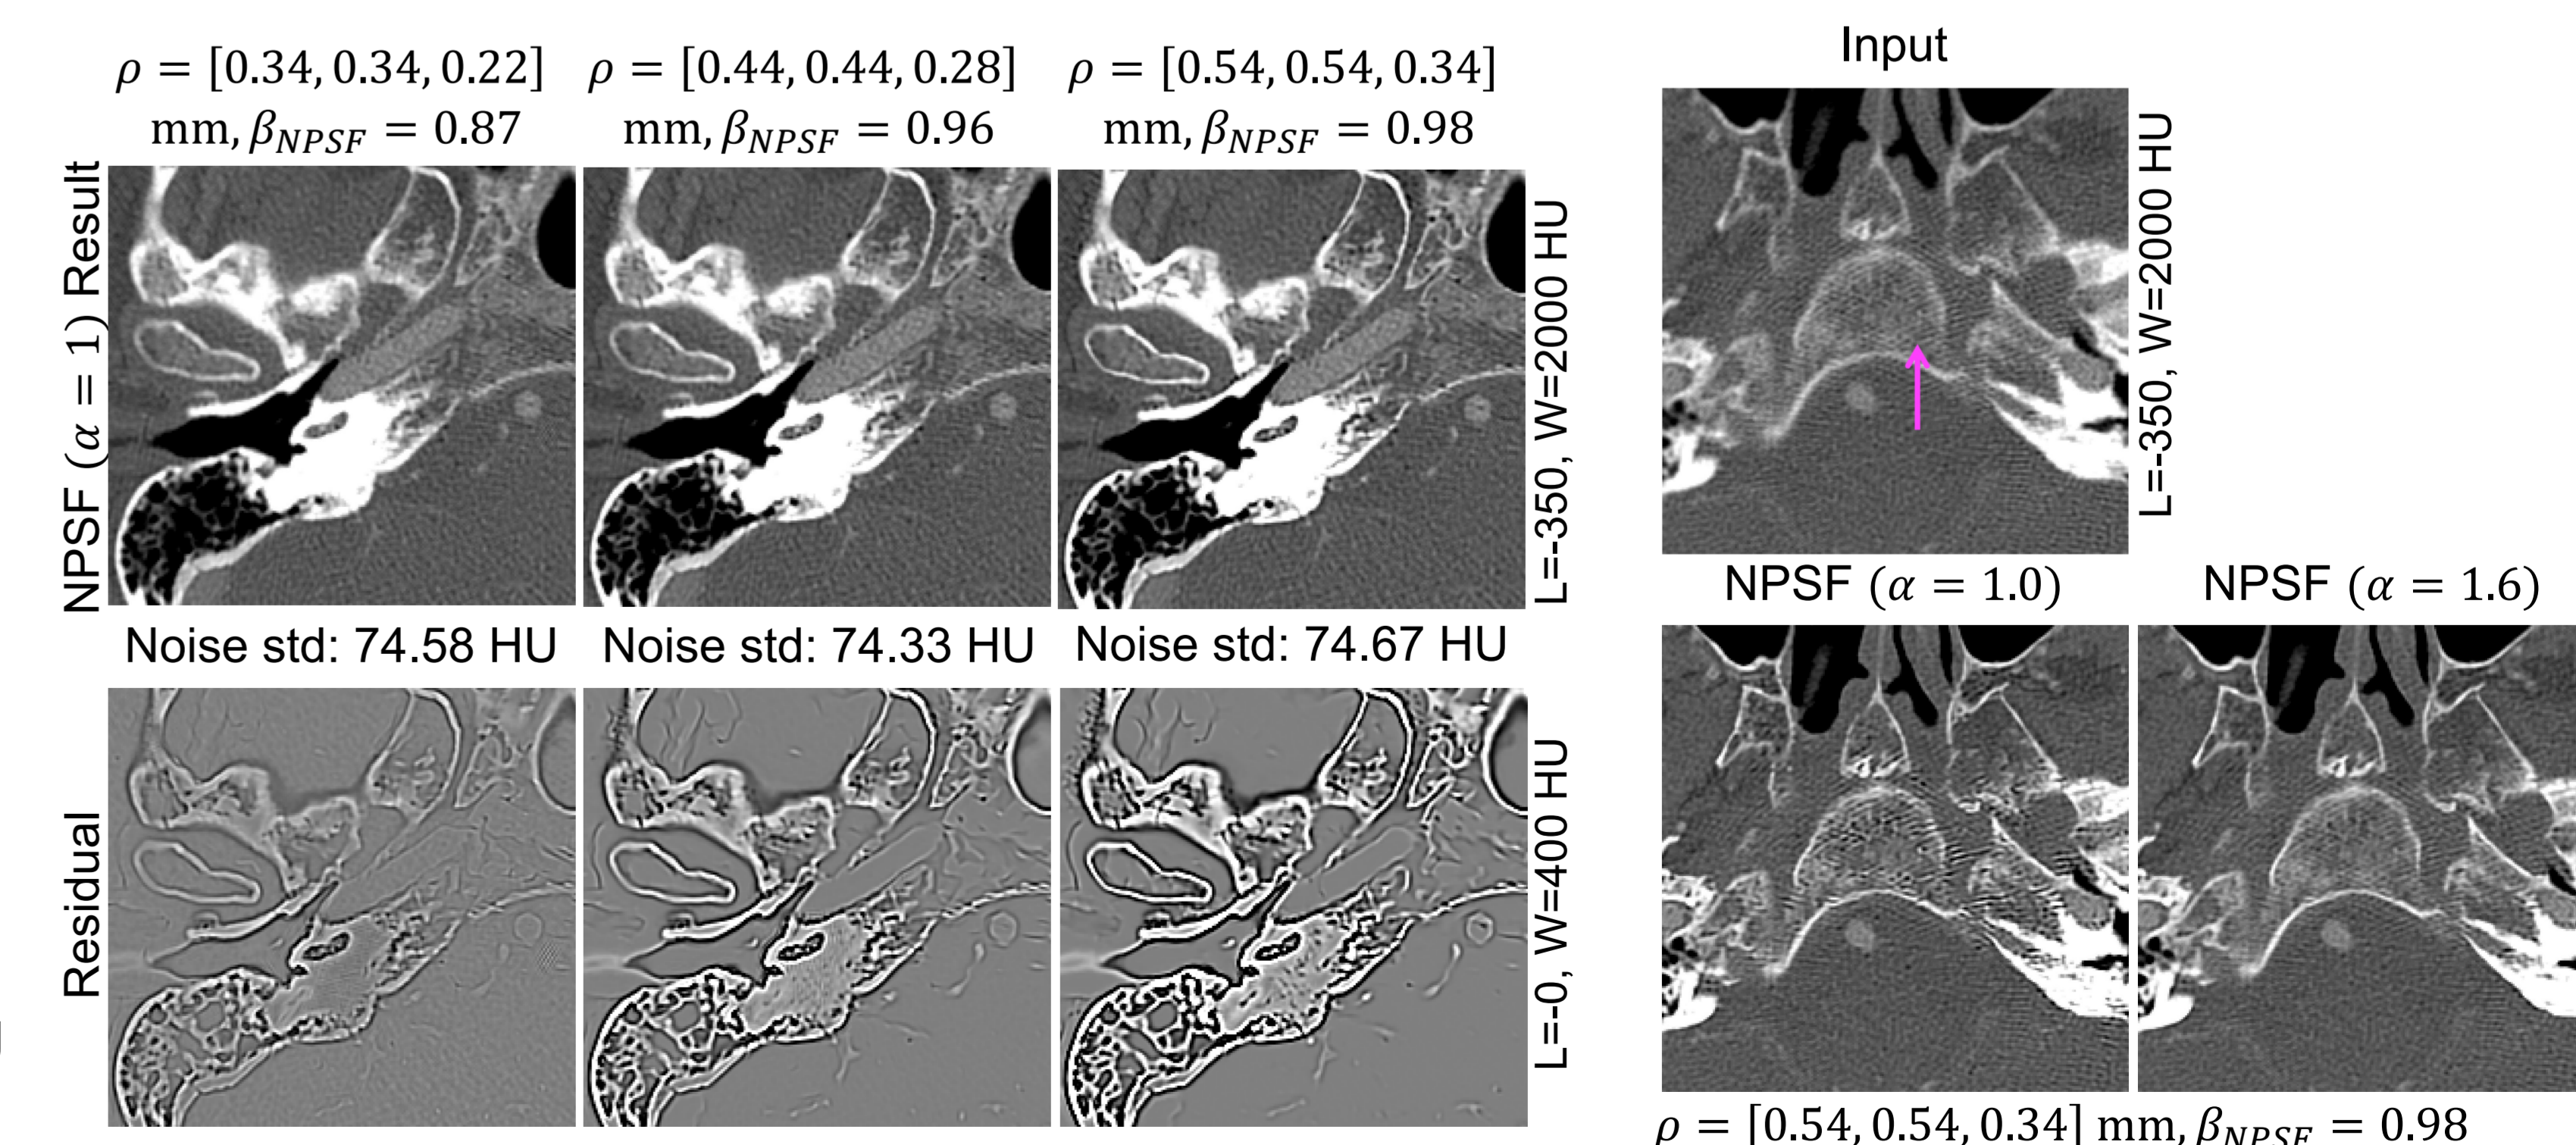 ρ = [0.34, 0.34, 0.22]
mm, β_NPSF = 0.87
ρ = [0.44, 0.44, 0.28]
mm, β_NPSF = 0.96
ρ = [0.54, 0.54, 0.34]
mm, β_NPSF = 0.98
NPSF (α = 1) Result
L=-350, W=2000 HU
Noise std: 74.58 HU
Noise std: 74.33 HU
Noise std: 74.67 HU
Residual
L=-0, W=400 HU
Input
L=-350, W=2000 HU
NPSF (α = 1.0)
NPSF (α = 1.6)
ρ = [0.54, 0.54, 0.34] mm, β_NPSF = 0.98